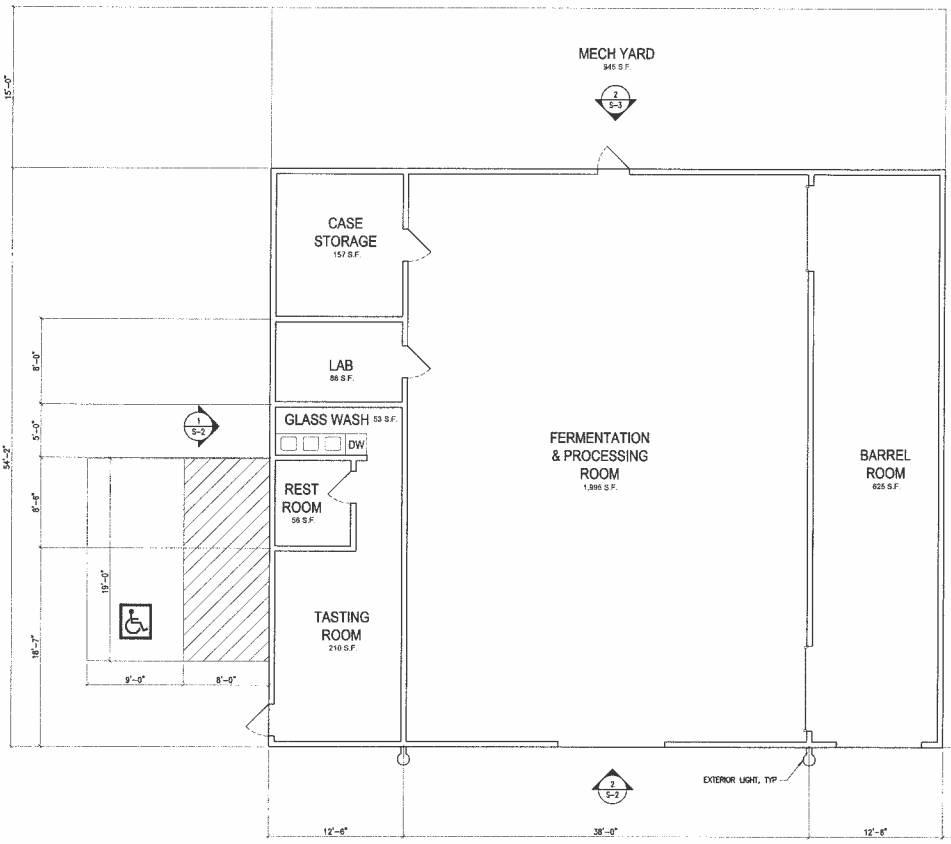 MECH YARD
945 S.F.
2
S-3
15'-0"
CASE
STORAGE
157 S.F.
LAB
86 S.F.
8'-0"
GLASS WASH 53 S.F.
DW
1
S-2
5'-0"
54'-2"
FERMENTATION
& PROCESSING
ROOM
1,995 S.F.
BARREL
ROOM
625 S.F.
REST
ROOM
56 S.F.
8'-6"
19'-0"
TASTING
ROOM
210 S.F.
18'-7"
9'-0"
8'-0"
2
S-2
EXTERIOR LIGHT, TYP
12'-6"
38'-0"
12'-6"